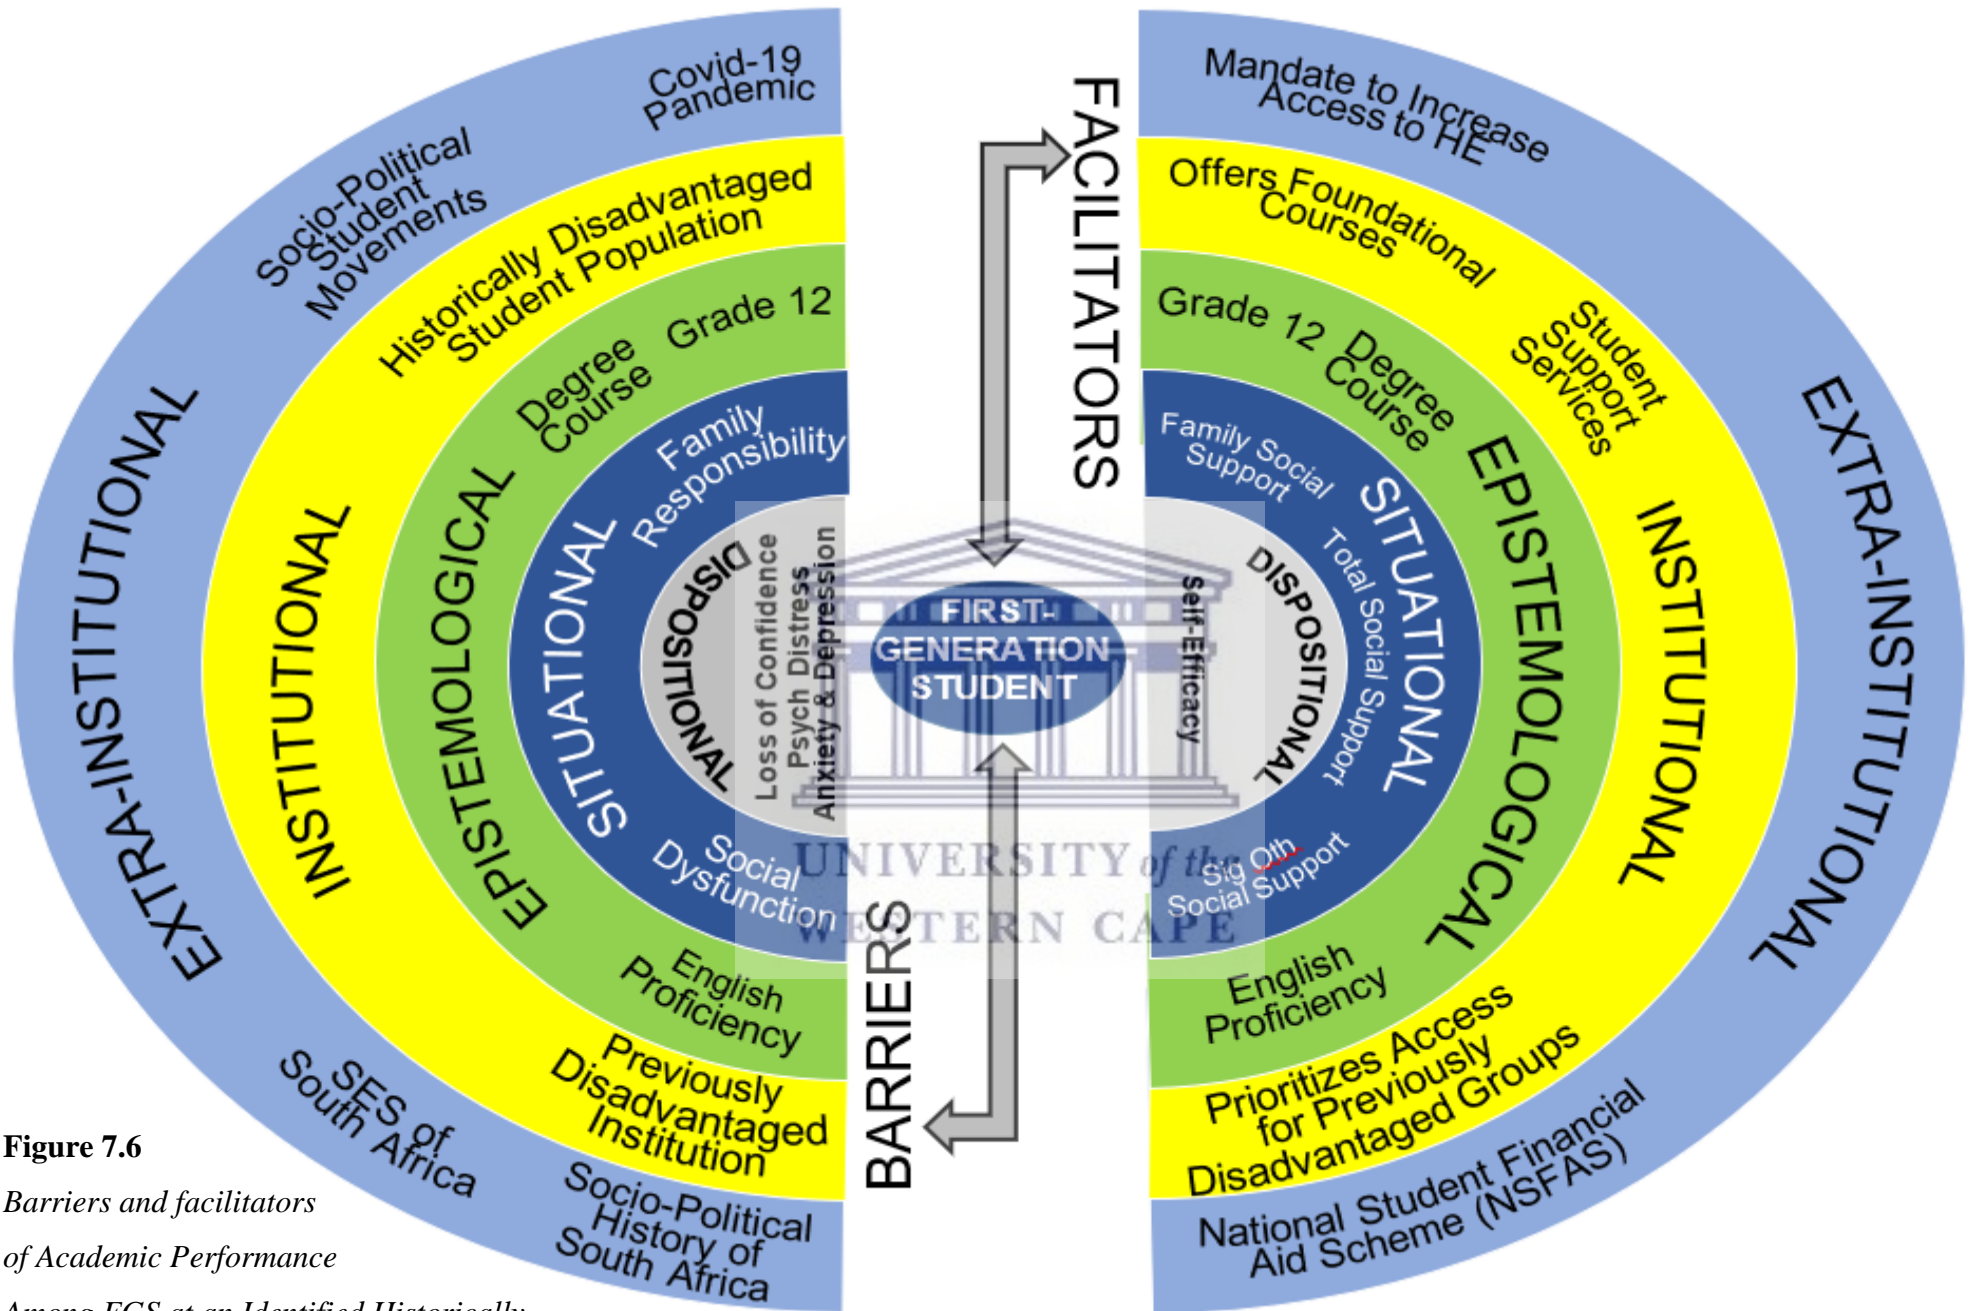 Covid-19
Pandemic
Socio-Political
Student
Movements
EXTRA-INSTITUTIONAL
SES of
South Africa
Socio-Political
History of
South Africa
Historically Disadvantaged
Student Population
INSTITUTIONAL
Previously
Disadvantaged
Institution
Grade 12
Degree
Course
EPISTEMOLOGICAL
English
Proficiency
Family
Responsibility
SITUATIONAL
Social
Dysfunction
DISPOSITIONAL
Loss of Confidence
Psych Distress
Anxiety & Depression
BARRIERS
FIRST-
GENERATION
STUDENT
UNIVERSITY of the
WESTERN CAPE
FACILITATORS
Mandate to Increase
Access to HE
EXTRA-INSTITUTIONAL
National Student Financial
Aid Scheme (NSFAS)
Offers Foundational
Courses
Student
Support
Services
INSTITUTIONAL
Prioritizes Access
for Previously
Disadvantaged Groups
Grade 12
Degree
Course
EPISTEMOLOGICAL
English
Proficiency
Family Social
Support
SITUATIONAL
Total Social Support
Sig Oth
Social Support
DISPOSITIONAL
Self-Efficacy
Figure 7.6
Barriers and facilitators
of Academic Performance
Among FGS at an Identified Historically